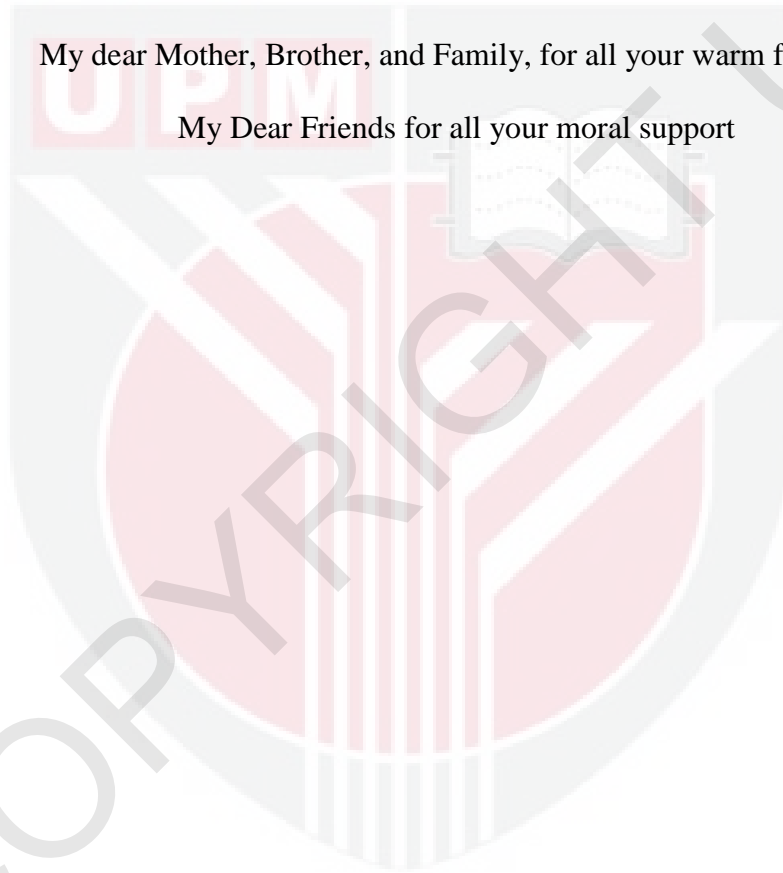 My dear Mother, Brother, and Family, for all your warm
UPM
My Dear Friends for all your moral support
COPYRIGHT